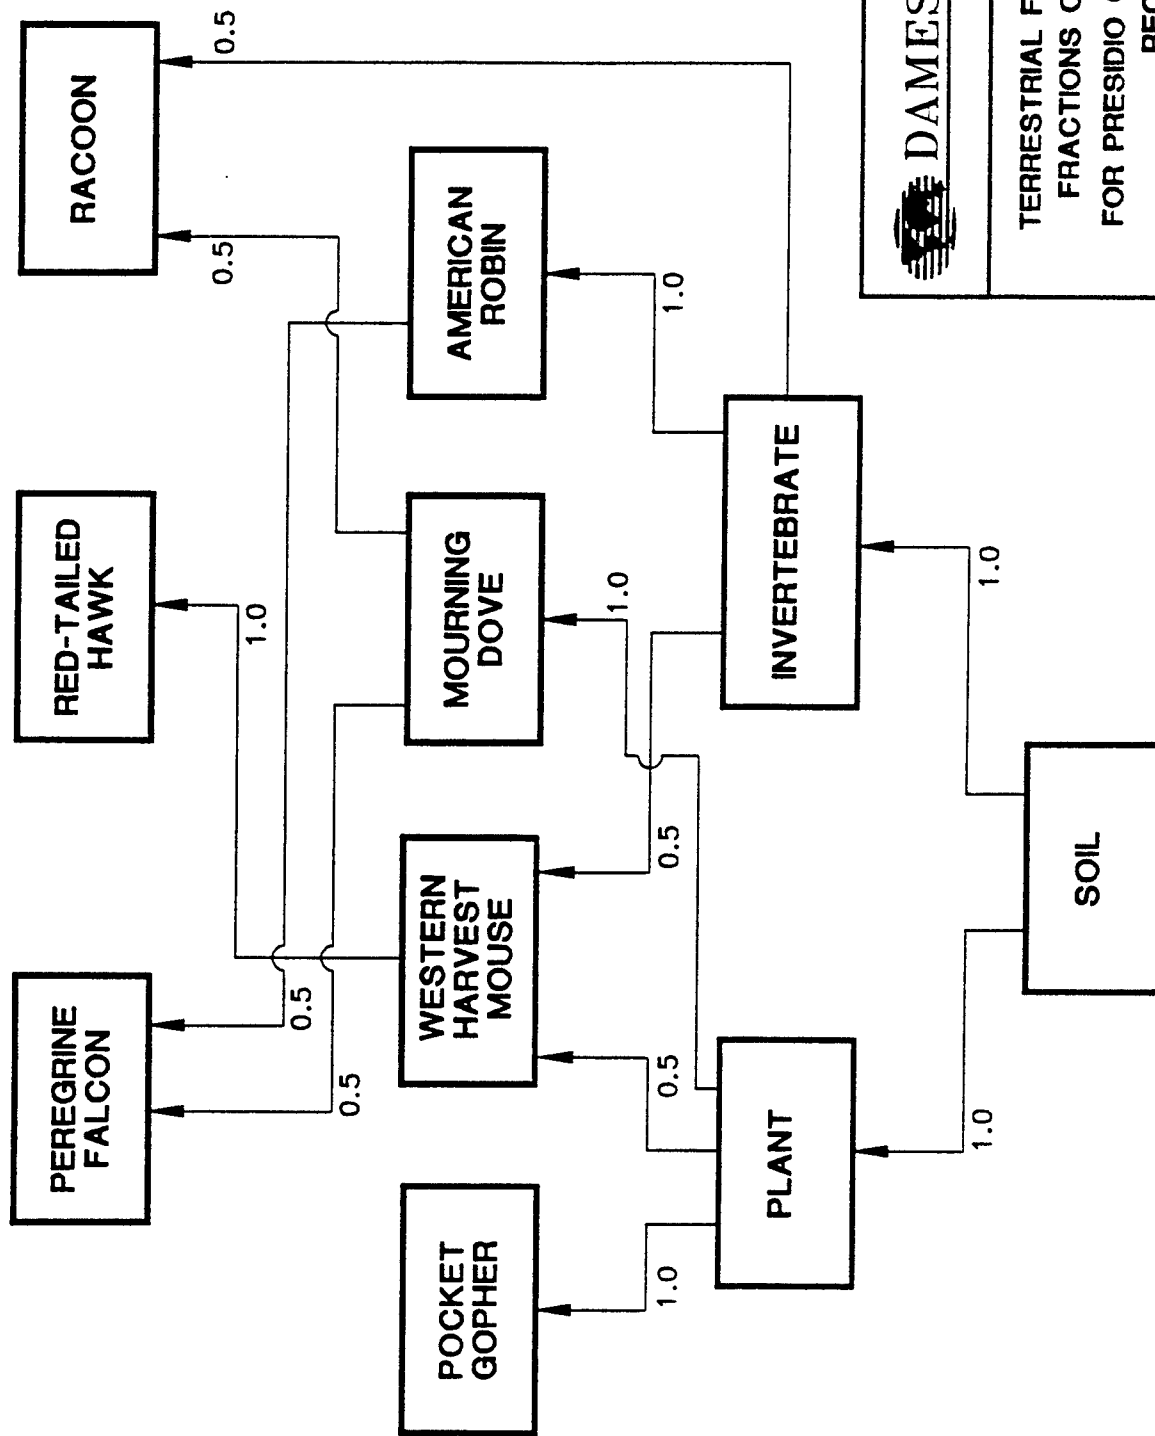 PEREGRINE
FALCON
RED-TAILED
HAWK
RACOON
0.5
0.5
1.0
0.5
0.5
POCKET
GOPHER
WESTERN
HARVEST
MOUSE
MOURNING
DOVE
AMERICAN
ROBIN
1.0
0.5
0.5
1.0
1.0
PLANT
INVERTEBRATE
1.0
1.0
SOIL
DAMES
TERRESTRIAL F
FRACTIONS
FOR PRESIDIO